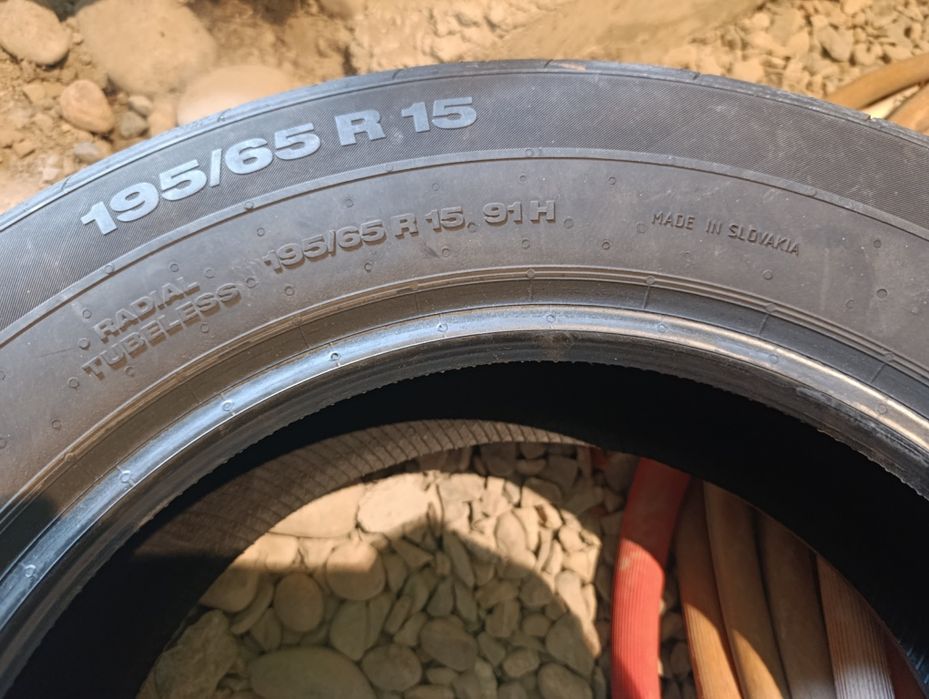 195/65 R 15
RADIAL
TUBELESS
195/65 R 15 91 H
MADE IN SLOVAKIA